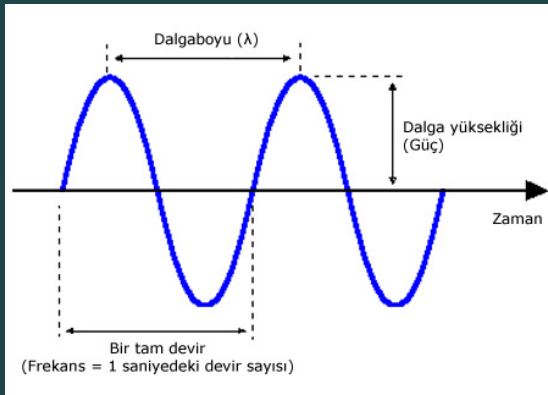 Dalgaboyu (λ)
Dalga yüksekliği
(Güç)
Zaman
Bir tam devir
(Frekans = 1 saniyedeki devir sayısı)